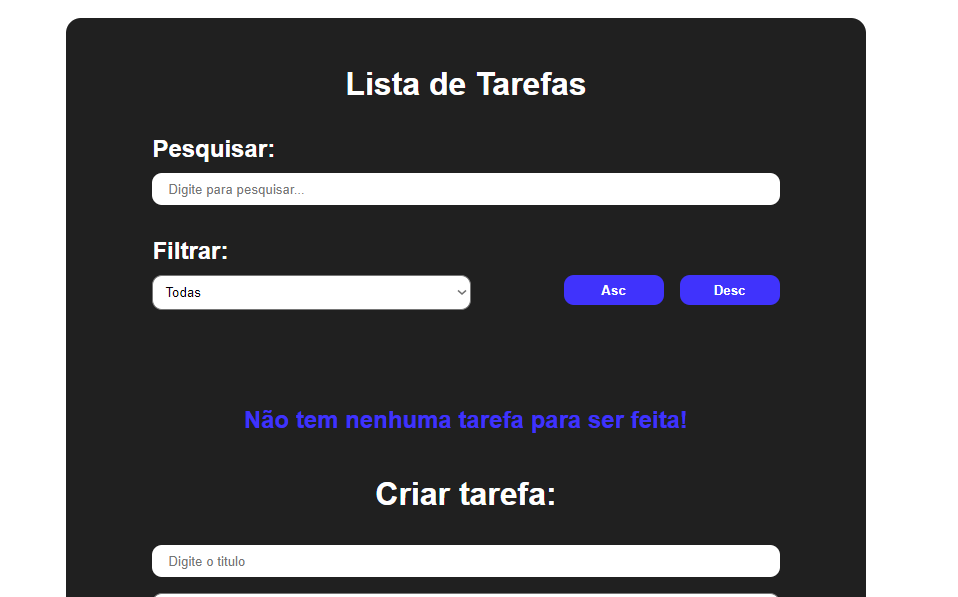 Lista de Tarefas
Pesquisar:
Digite para pesquisar...
Filtrar:
Todas
Asc
Desc
Não tem nenhuma tarefa para ser feita!
Criar tarefa:
Digite o titulo